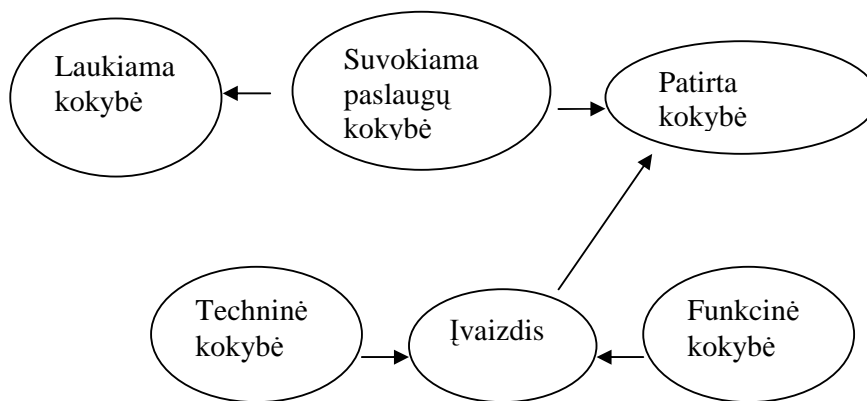 Laukiama
kokybė
Suvokiama
paslaugų
kokybė
Patirta
kokybė
Techninė
kokybė
Įvaizdis
Funkcinė
kokybė